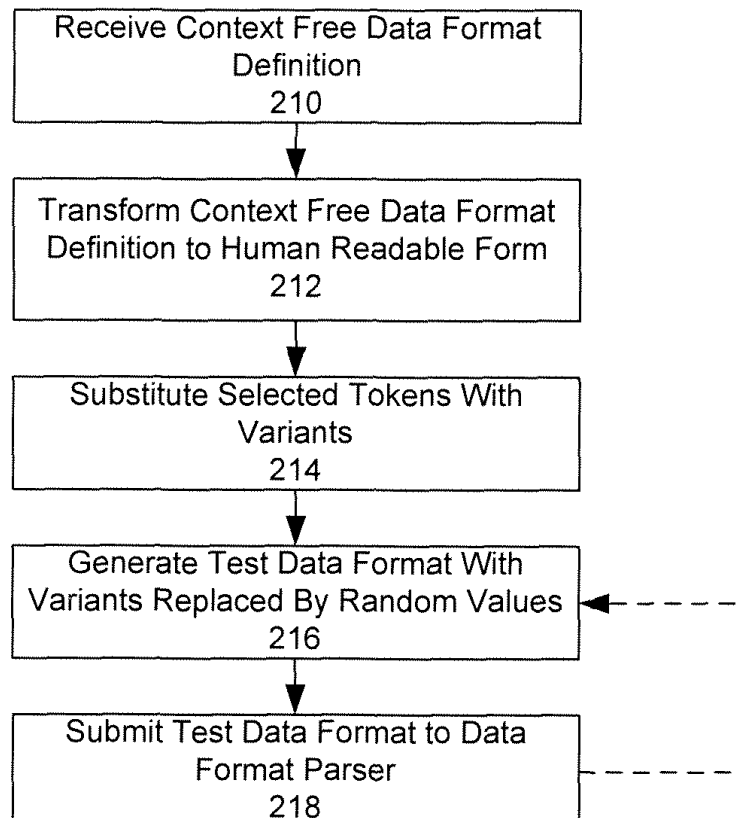 Receive Context Free Data Format
Definition
210
Transform Context Free Data Format
Definition to Human Readable Form
212
Substitute Selected Tokens With
Variants
214
Generate Test Data Format With
Variants Replaced By Random Values
216
Submit Test Data Format to Data
Format Parser
218